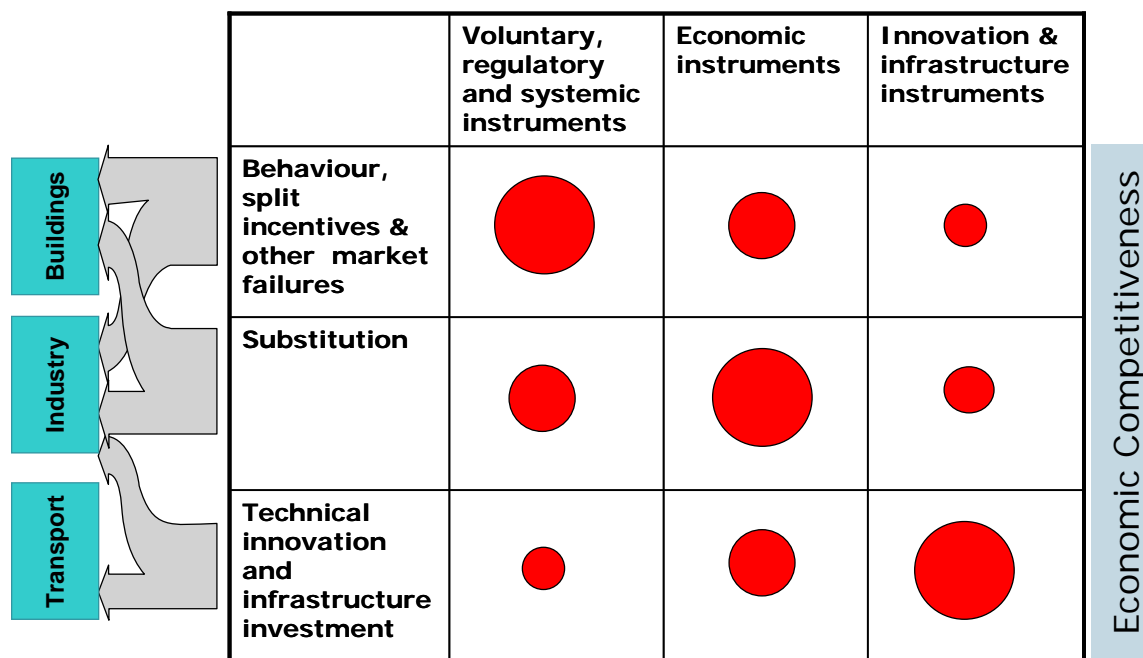 Voluntary,
regulatory
and systemic
instruments
Economic
instruments
Innovation &
infrastructure
instruments
Buildings
Industry
Transport
Behaviour,
split
incentives &
other market
failures
Substitution
Technical
innovation
and
infrastructure
investment
Economic Competitiveness